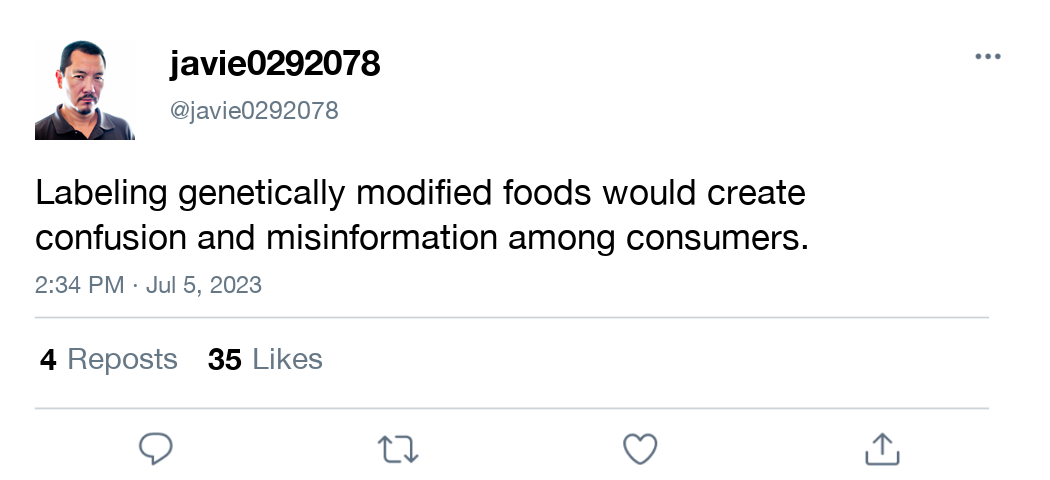 javie0292078
@javie0292078
Labeling genetically modified foods would create
confusion and misinformation among consumers.
2:34 PM · Jul 5, 2023
4 Reposts 35 Likes